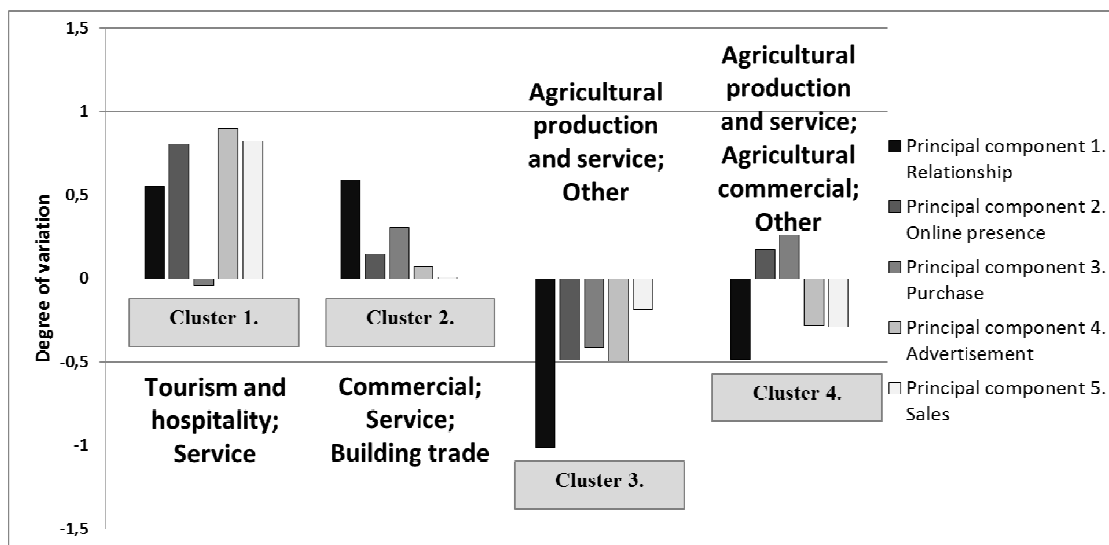 1,5
1
0,5
0
-0,5
-1
-1,5
Degree of variation
Cluster 1.
Tourism and
hospitality;
Service
Cluster 2.
Commercial;
Service;
Building trade
Agricultural
production
and service;
Other
Cluster 3.
Agricultural
production
and service;
Agricultural
commercial;
Other
Cluster 4.
Principal component 1.
Relationship
Principal component 2.
Online presence
Principal component 3.
Purchase
Principal component 4.
Advertisement
Principal component 5.
Sales